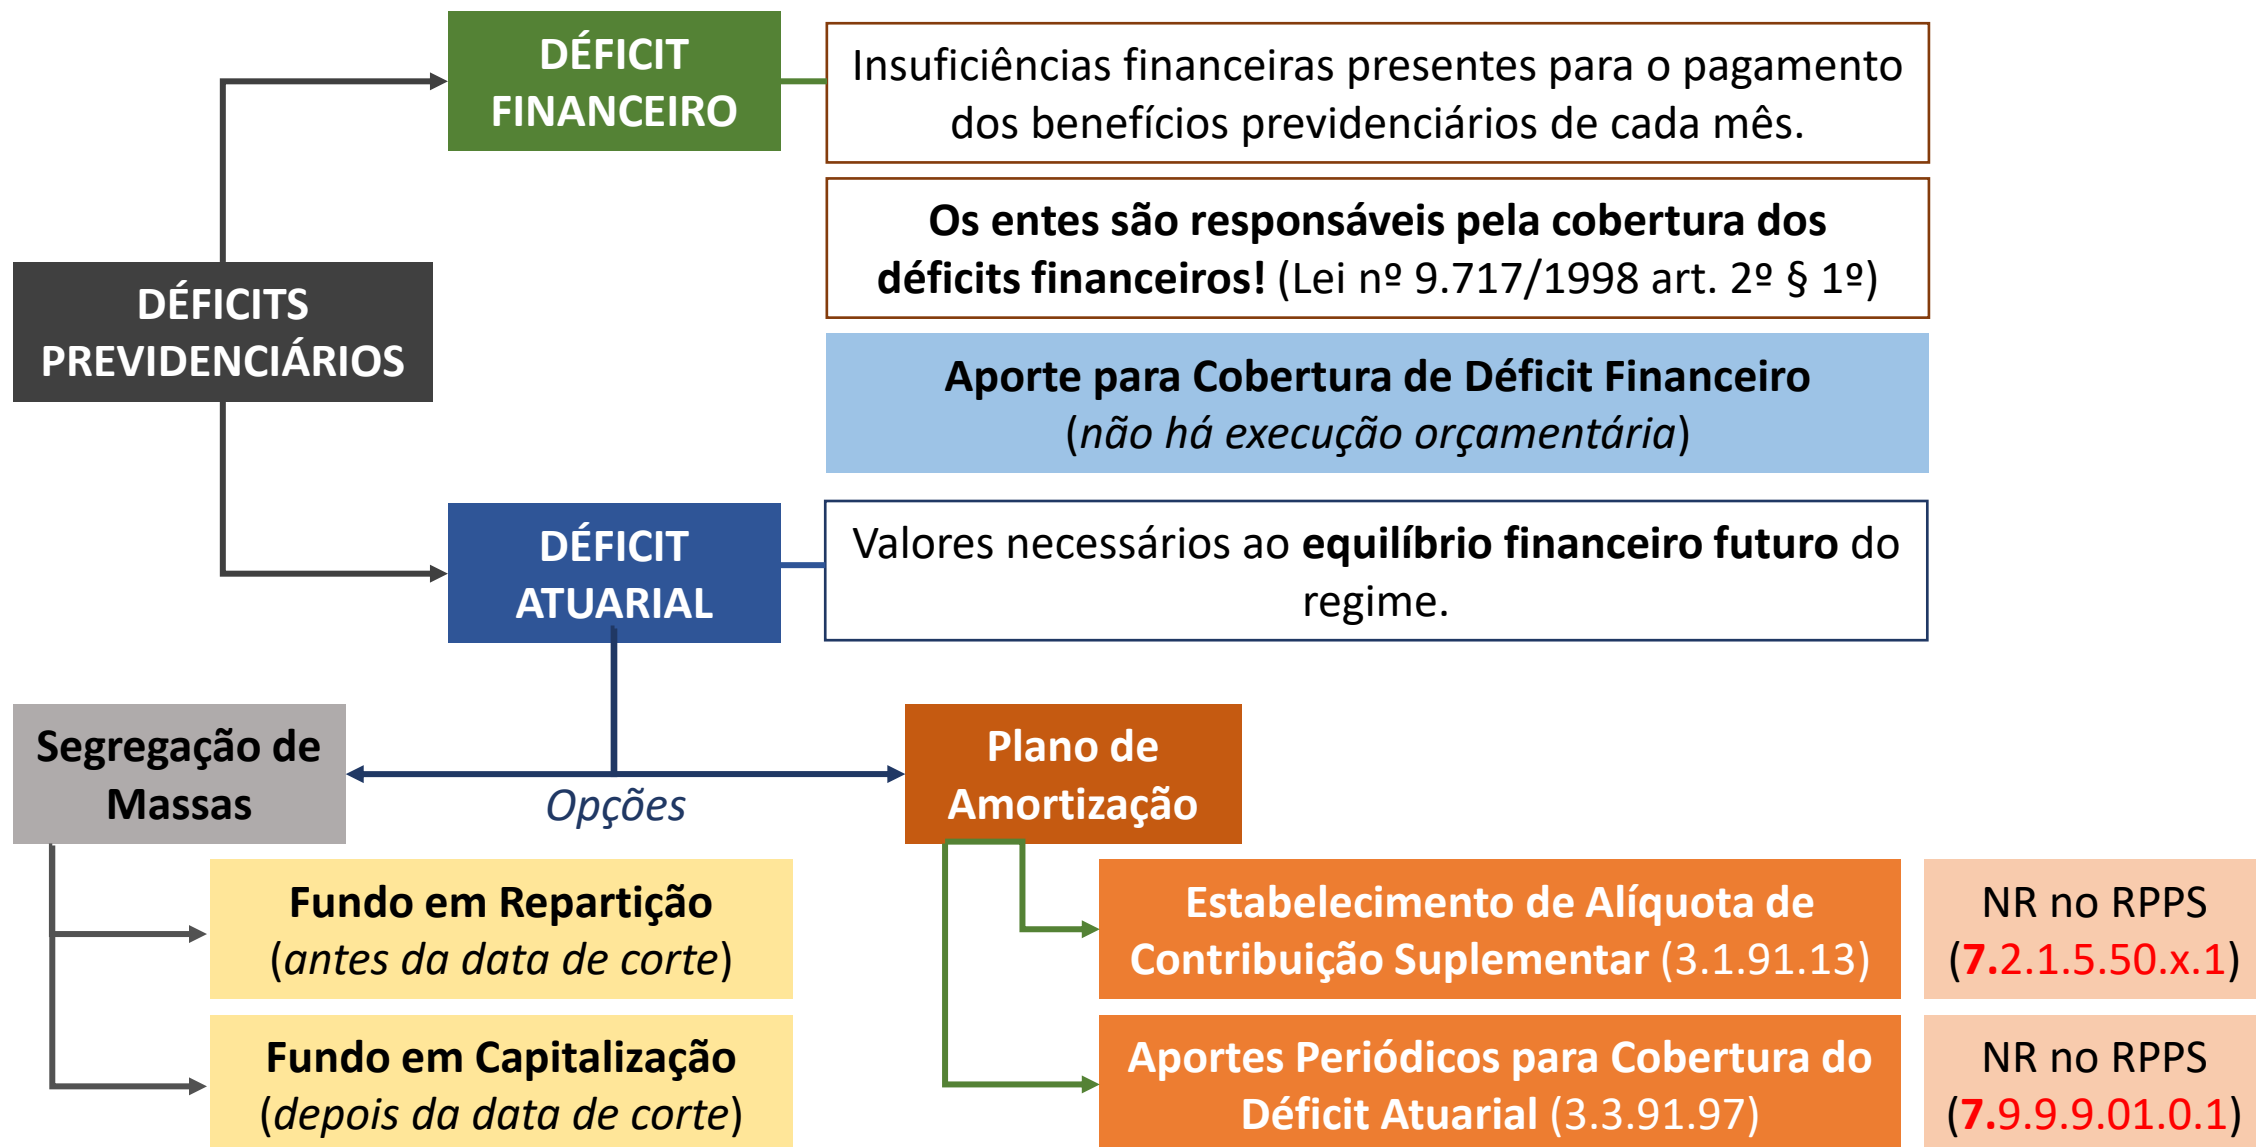 DÉFICIT
FINANCEIRO
Insuficiências financeiras presentes para o pagamento
dos benefícios previdenciários de cada mês.
Os entes são responsáveis pela cobertura dos
déficits financeiros! (Lei nº 9.717/1998 art. 2º § 1º)
DÉFICITS
PREVIDENCIÁRIOS
Aporte para Cobertura de Déficit Financeiro
(não há execução orçamentária)
DÉFICIT
ATUARIAL
Valores necessários ao equilíbrio financeiro futuro do
regime.
Segregação de
Massas
Opções
Plano de
Amortização
Fundo em Repartição
(antes da data de corte)
Estabelecimento de Alíquota de
Contribuição Suplementar (3.1.91.13)
NR no RPPS
(7.2.1.5.50.x.1)
Fundo em Capitalização
(depois da data de corte)
Aportes Periódicos para Cobertura do
Déficit Atuarial (3.3.91.97)
NR no RPPS
(7.9.9.9.01.0.1)